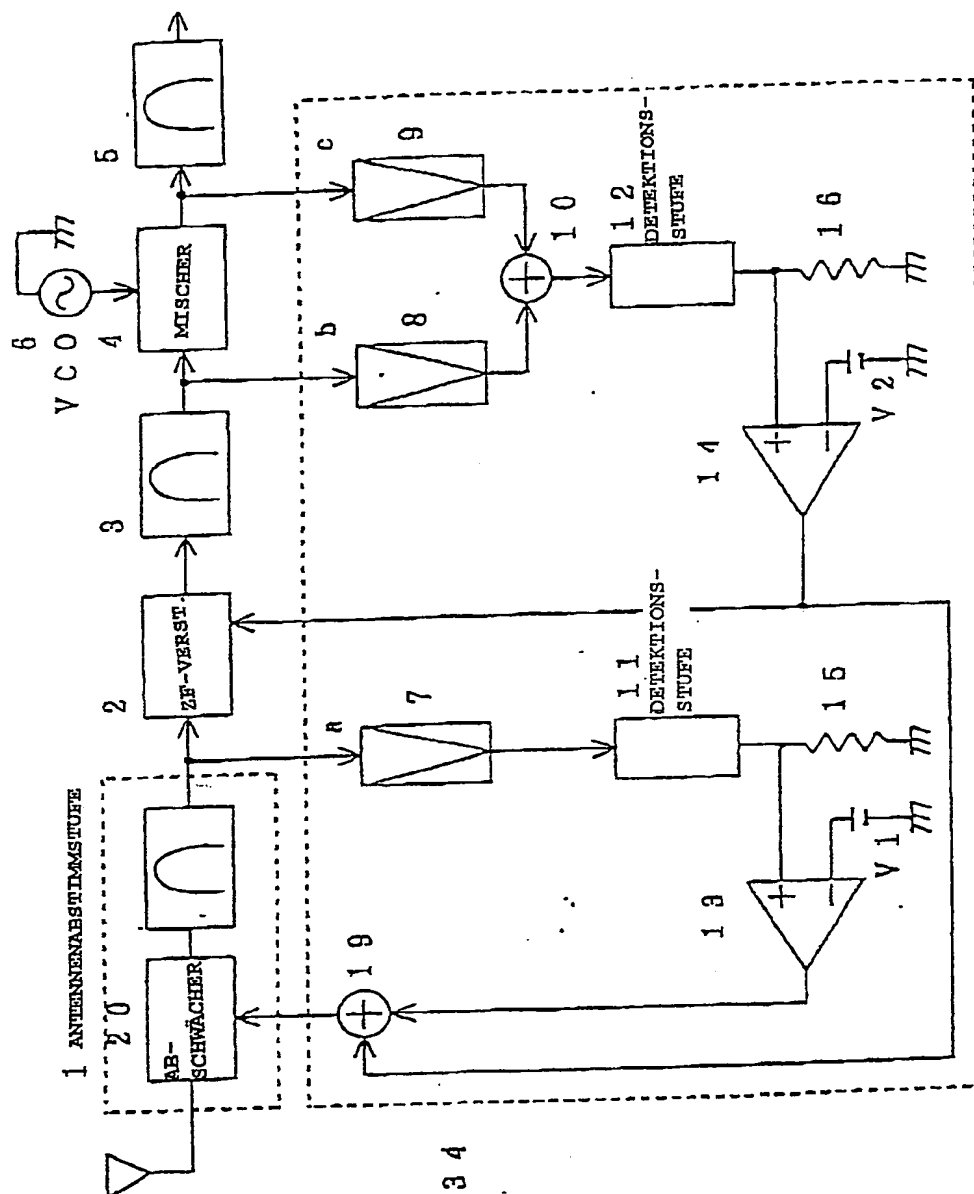 1 ANTENNENABSTIMMSTUFE
20
AB-
SCHWÄCHER
2
ZF-VERST.
3
4
MISCHER
6
VCO
5
a
7
b
8
c
9
10
11
DETEKTIONS-
STUFE
12
DETEKTIONS-
STUFE
13
14
15
16
V1
V2
19
34